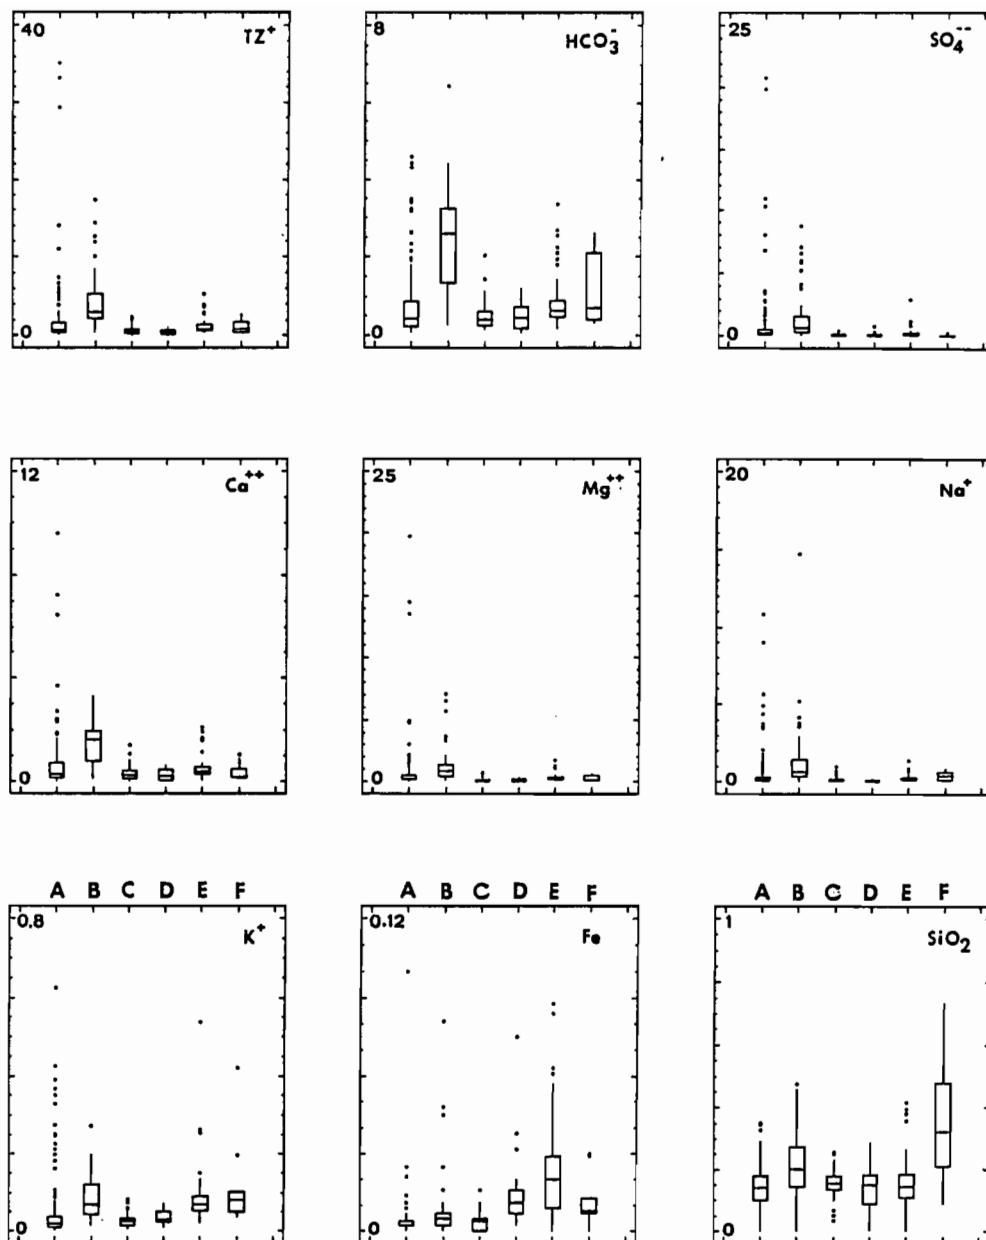 40 TZ⁺
8 HCO₃⁻
25 SO₄⁻⁻
0
0
0
12 Ca⁺⁺
25 Mg⁺⁺
20 Na⁺
0
0
0
A B C D E F
A B C D E F
A B C D E F
0.8 K⁺
0.12 Fe
1 SiO₂
0
0
0